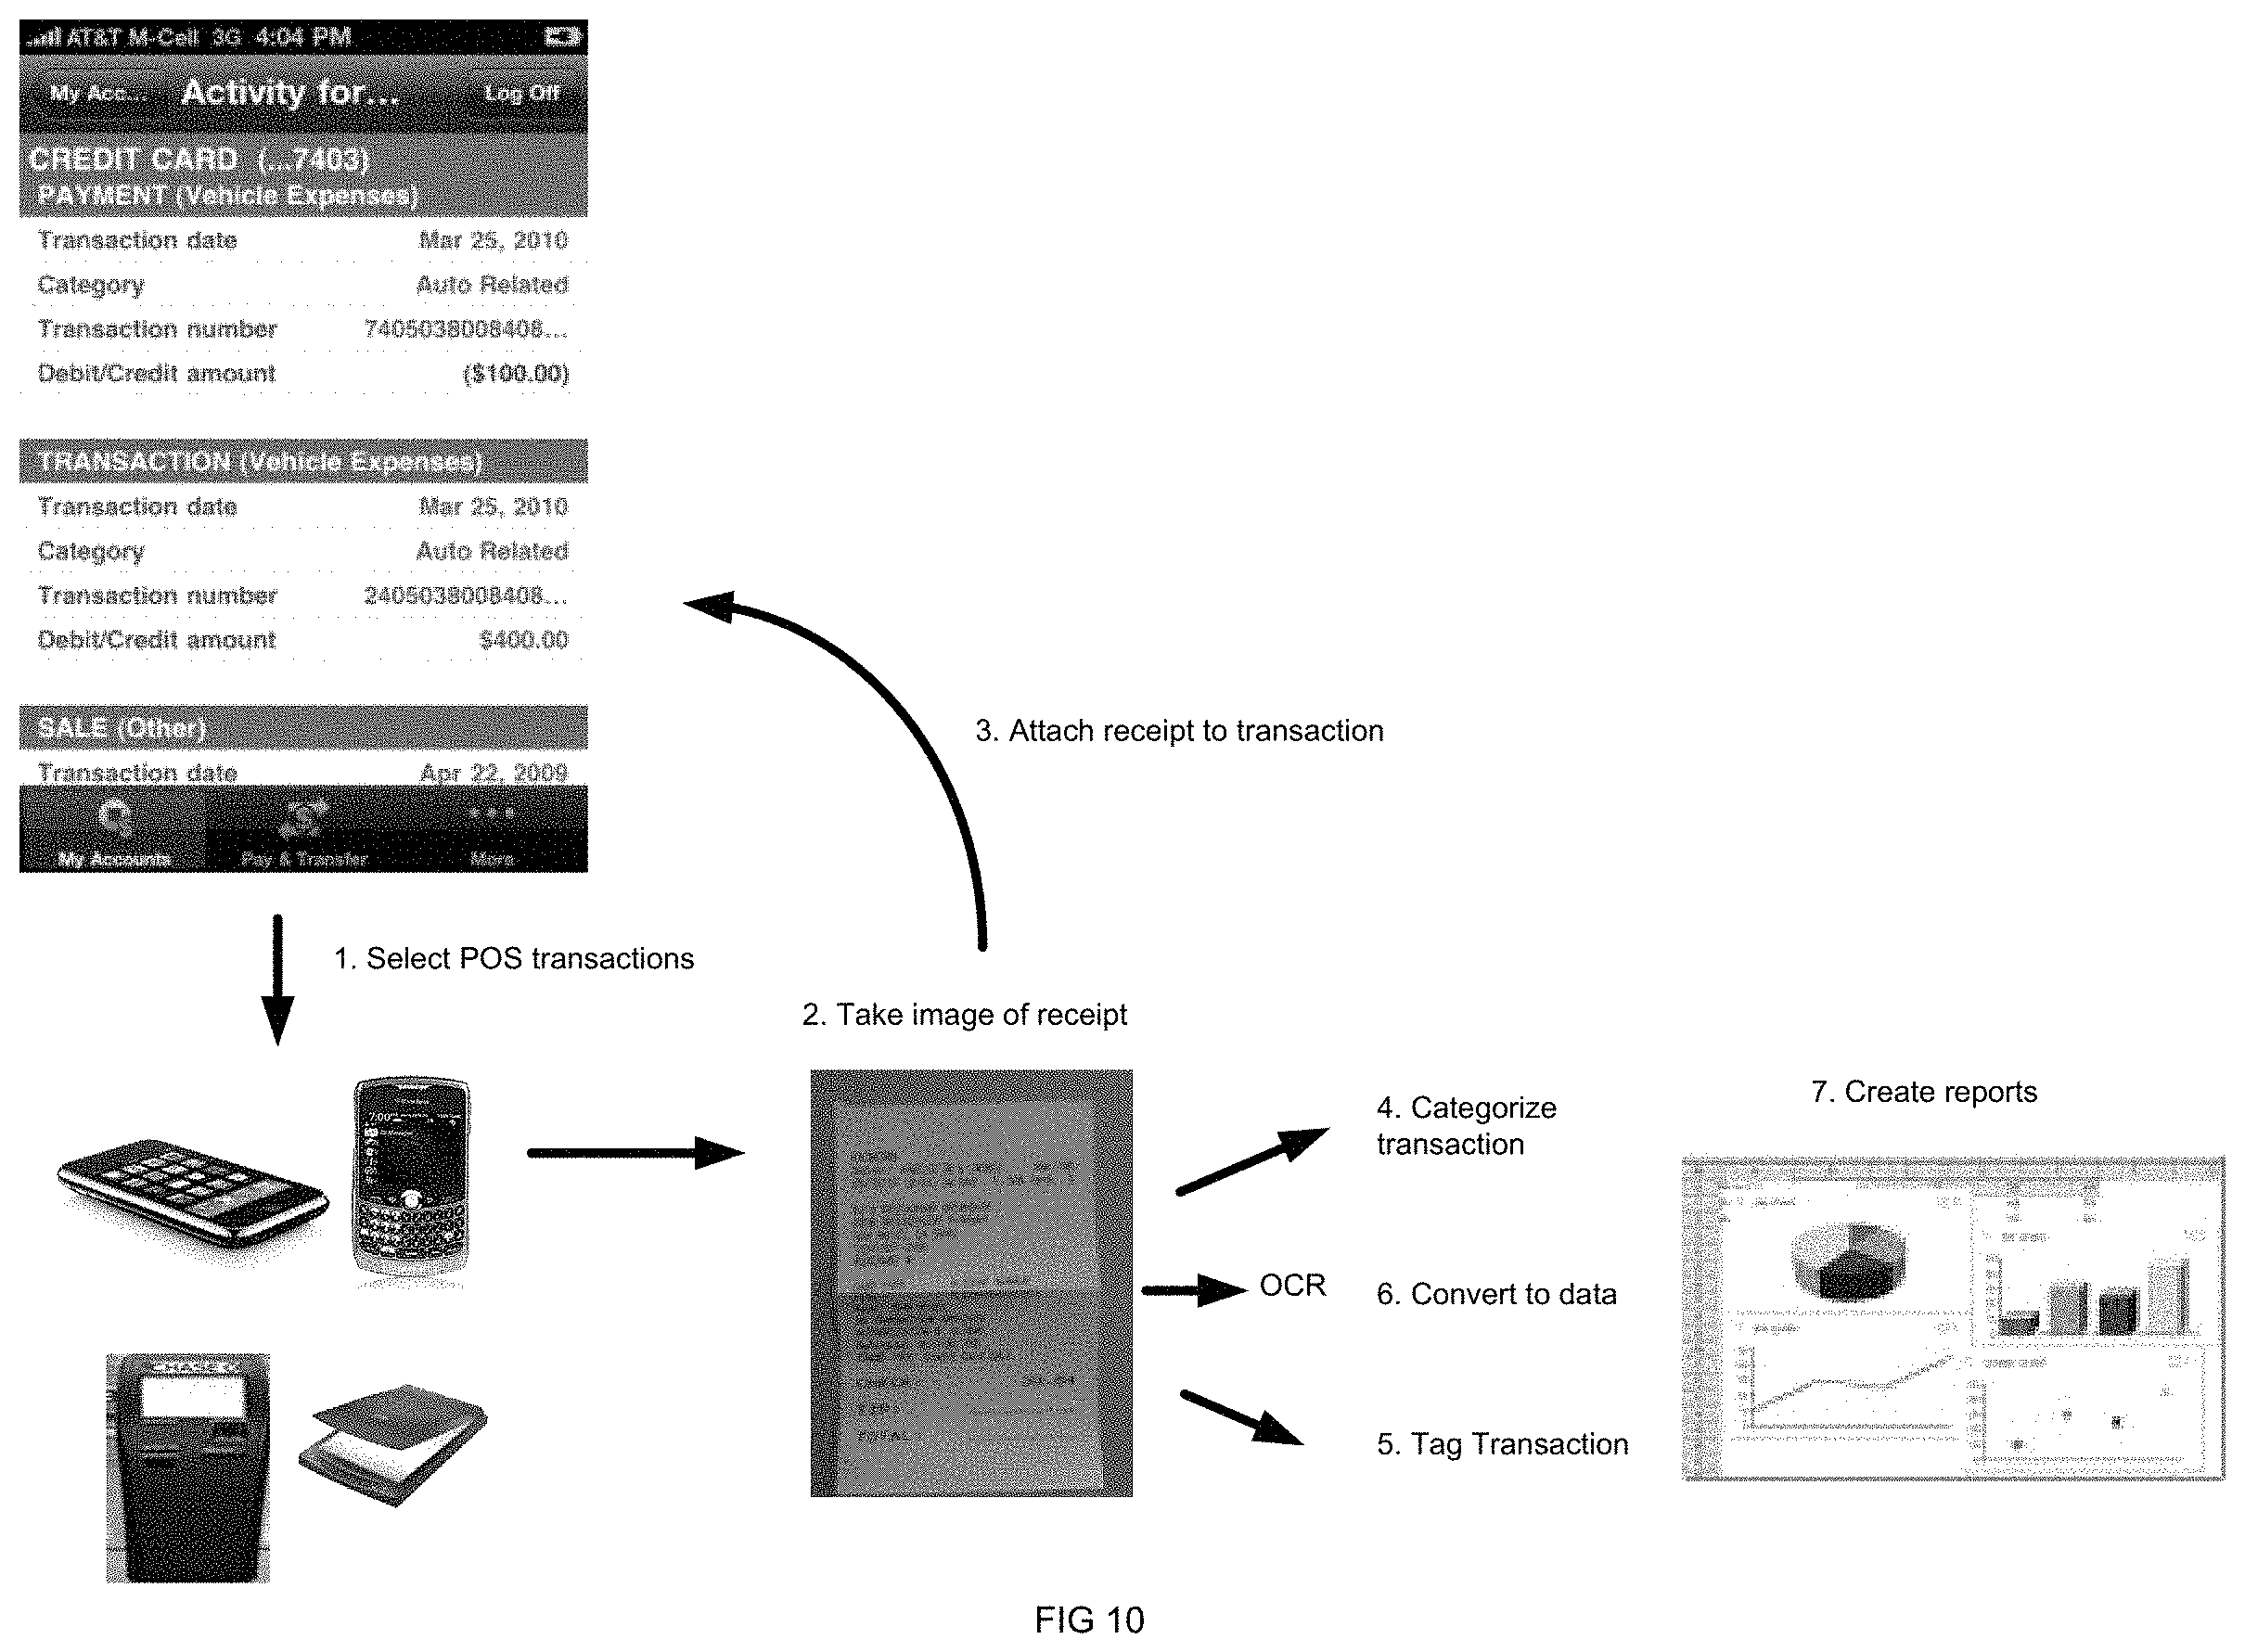 AT&T M-Cell 3G 4:04 PM
My Acc... Activity for... Log Off
CREDIT CARD (...7403)
PAYMENT (Vehicle Expenses)
Transaction date Mar 25, 2010
Category Auto Related
Transaction number 7405038008408...
Debit/Credit amount ($100.00)
TRANSACTION (Vehicle Expenses)
Transaction date Mar 25, 2010
Category Auto Related
Transaction number 2405038008408...
Debit/Credit amount $400.00
SALE (Other)
Transaction date Apr 22, 2009
My Accounts Pay & Transfer More
3. Attach receipt to transaction
1. Select POS transactions
2. Take image of receipt
7:00
4. Categorize
transaction
7. Create reports
OCR
6. Convert to data
5. Tag Transaction
FIG 10